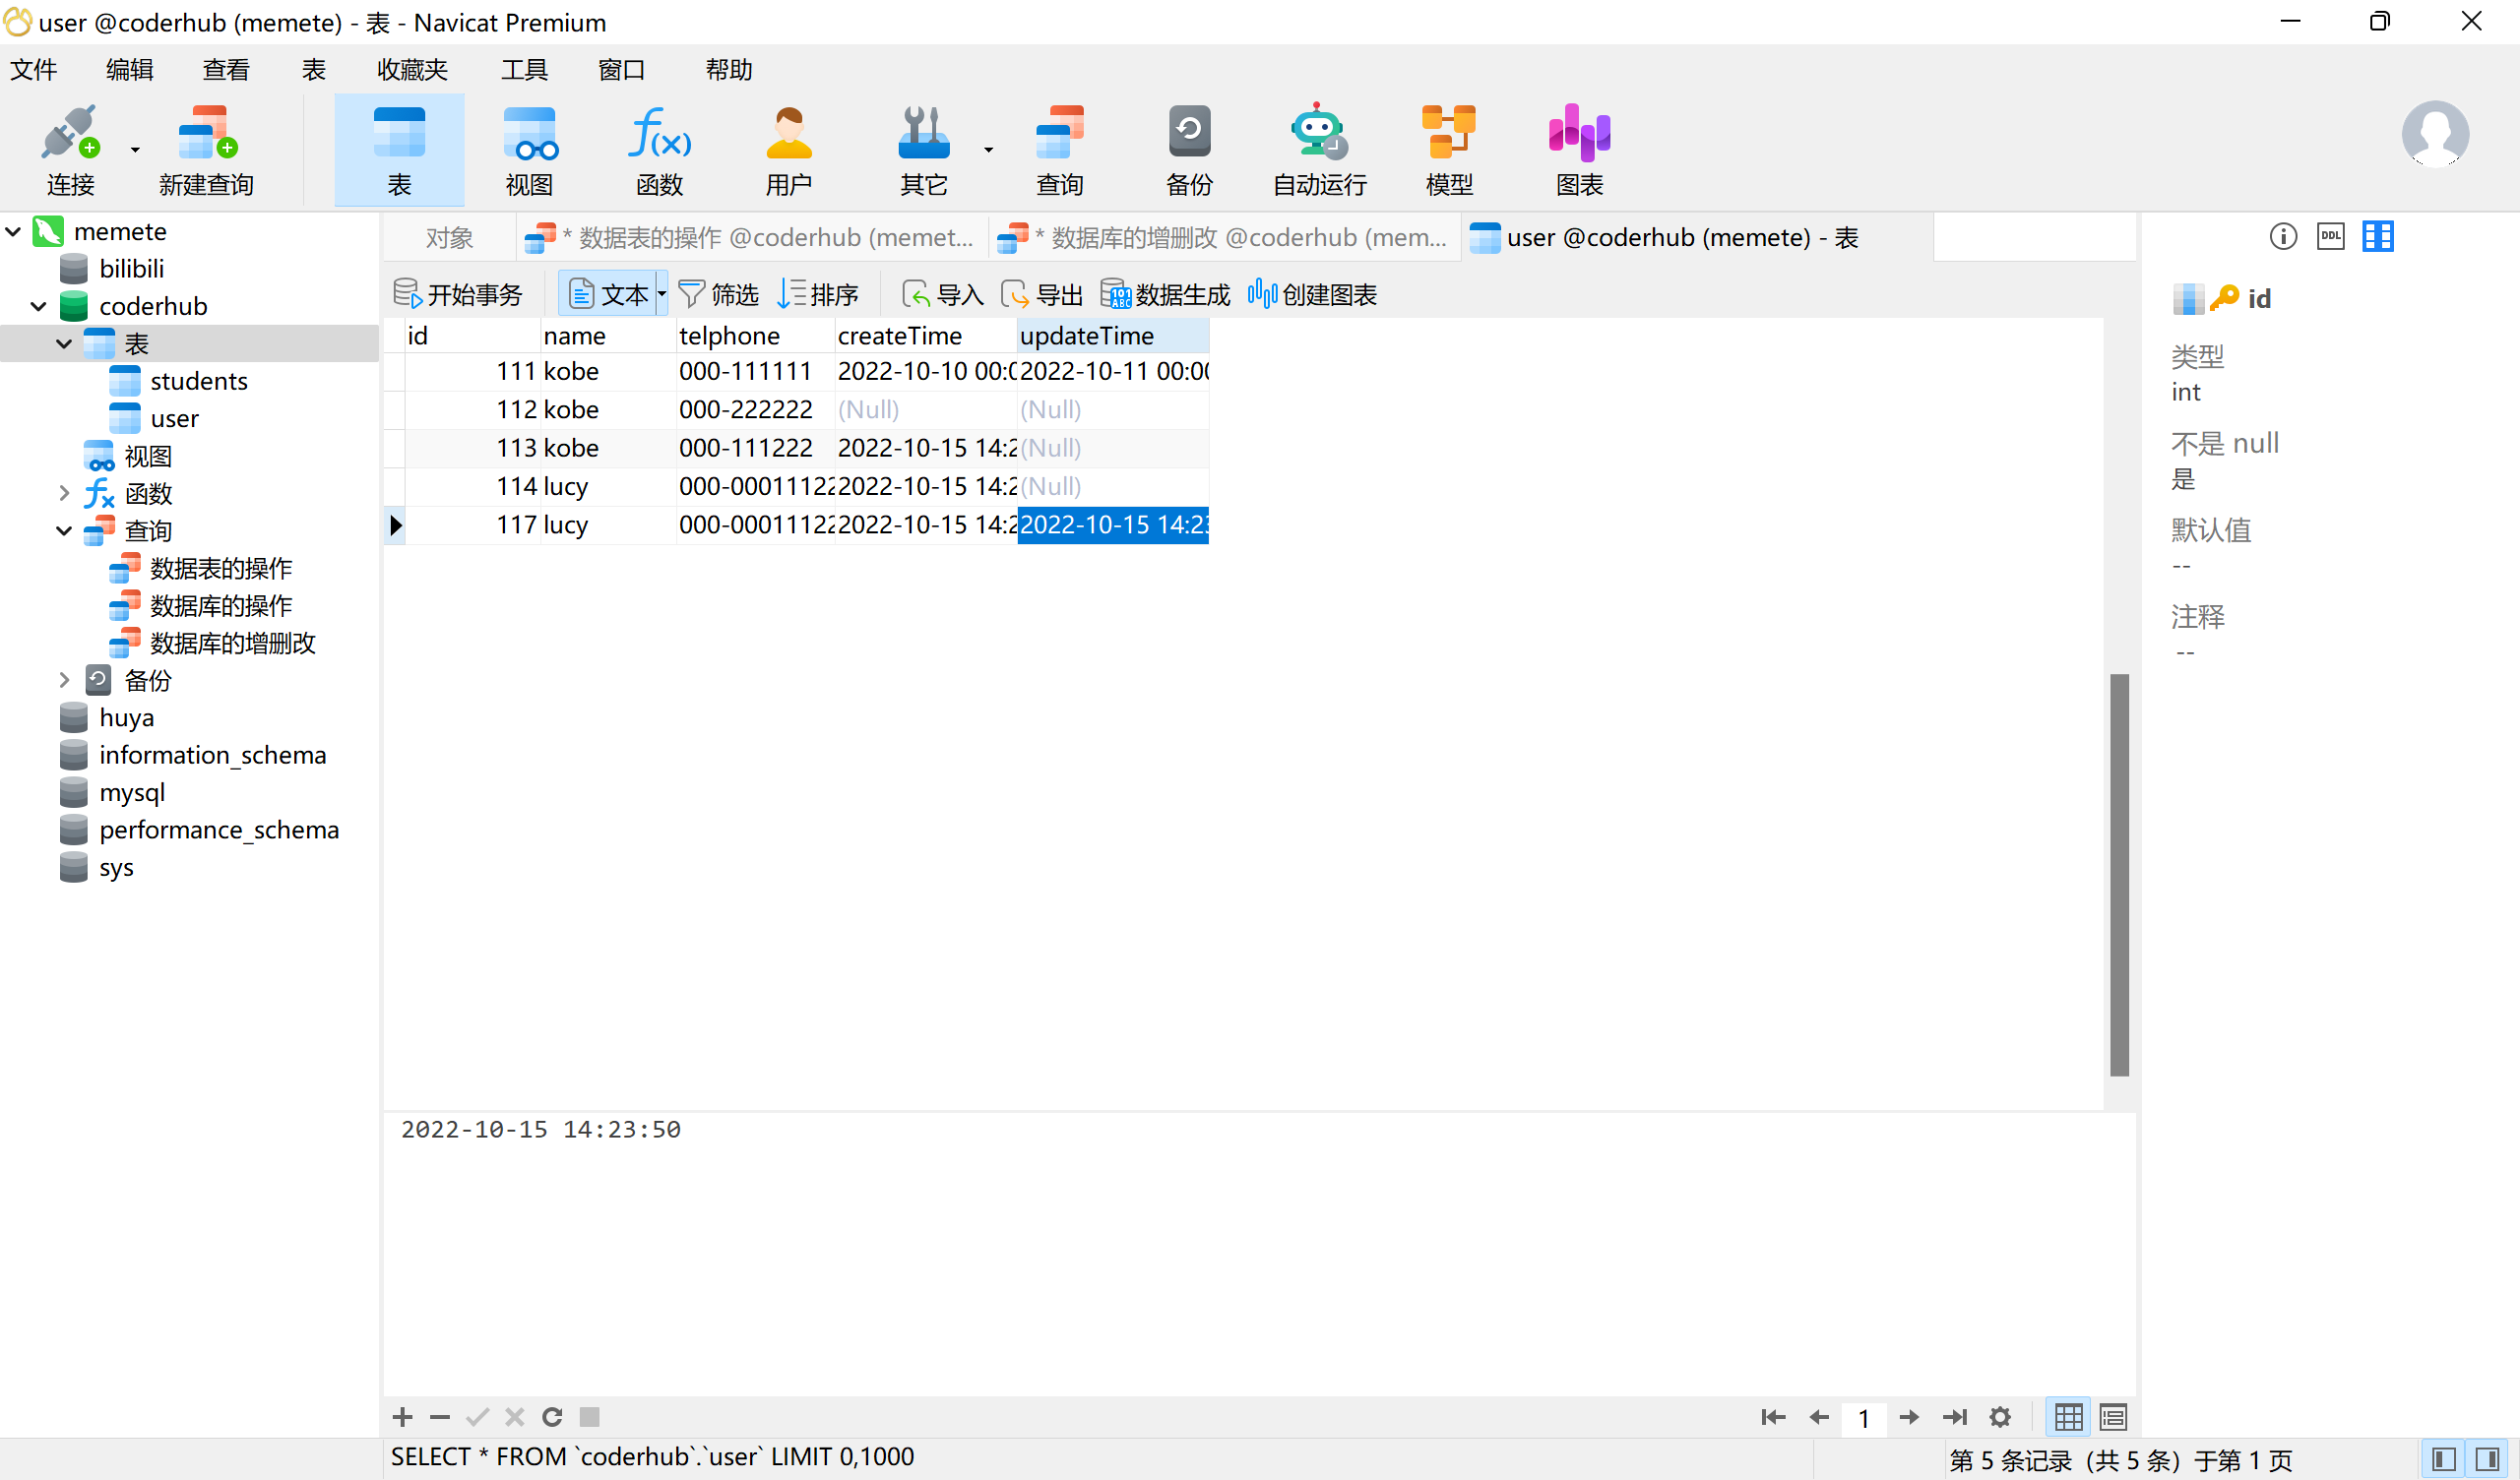 user @coderhub (memete) - 表 - Navicat Premium
文件 编辑 查看 表 收藏夹 工具 窗口 帮助
连接 新建查询 表 视图 函数 用户 其它 查询 备份 自动运行 模型 图表
memete
bilibili
coderhub
表
students
user
视图
函数
查询
数据表的操作
数据库的操作
数据库的增删改
备份
huya
information_schema
mysql
performance_schema
sys
对象 * 数据表的操作 @coderhub (memet... * 数据库的增删改 @coderhub (mem... user @coderhub (memete) - 表
开始事务 文本 筛选 排序 导入 导出 数据生成 创建图表
id name telphone createTime updateTime
111 kobe 000-111111 2022-10-10 00:0 2022-10-11 00:00
112 kobe 000-222222 (Null) (Null)
113 kobe 000-111222 2022-10-15 14:2 (Null)
114 lucy 000-00011122 2022-10-15 14:2 (Null)
117 lucy 000-00011122 2022-10-15 14:2 2022-10-15 14:23
2022-10-15 14:23:50
1
SELECT * FROM `coderhub`.`user` LIMIT 0,1000
第 5 条记录 (共 5 条) 于第 1 页
DDL
id
类型
int
不是 null
是
默认值
--
注释
--